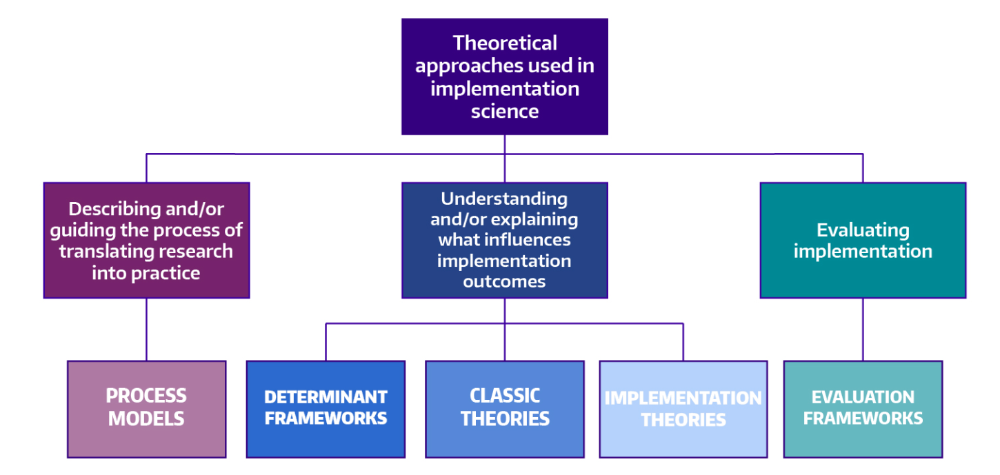 Theoretical
approaches used in
implementation
science
Describing and/or
guiding the process of
translating research
into practice
Understanding
and/or explaining
what influences
implementation
outcomes
Evaluating
implementation
PROCESS
MODELS
DETERMINANT
FRAMEWORKS
CLASSIC
THEORIES
IMPLEMENTATION
THEORIES
EVALUATION
FRAMEWORKS